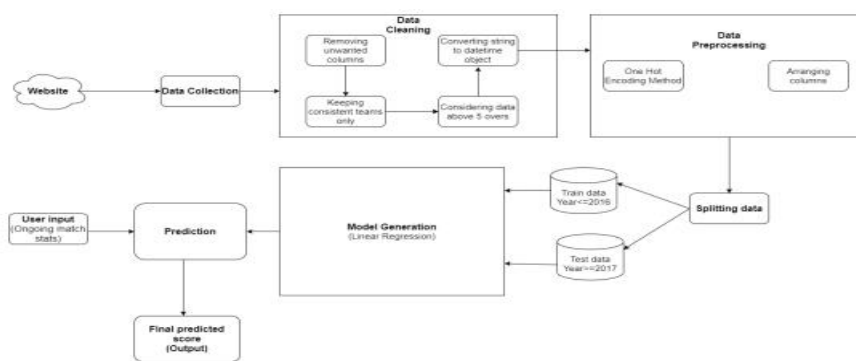 Data
Cleaning
Removing
unwanted
columns
Converting string
to datetime
object
Data
Preprocessing
Website
Data Collection
One Hot
Encoding Method
Arranging
columns
Keeping
consistent teams
only
Considering data
above 5 overs
User input
(Ongoing match
stats)
Prediction
Model Generation
(Linear Regression)
Train data
Year<=2016
Splitting data
Test data
Year>=2017
Final predicted
score
(Output)